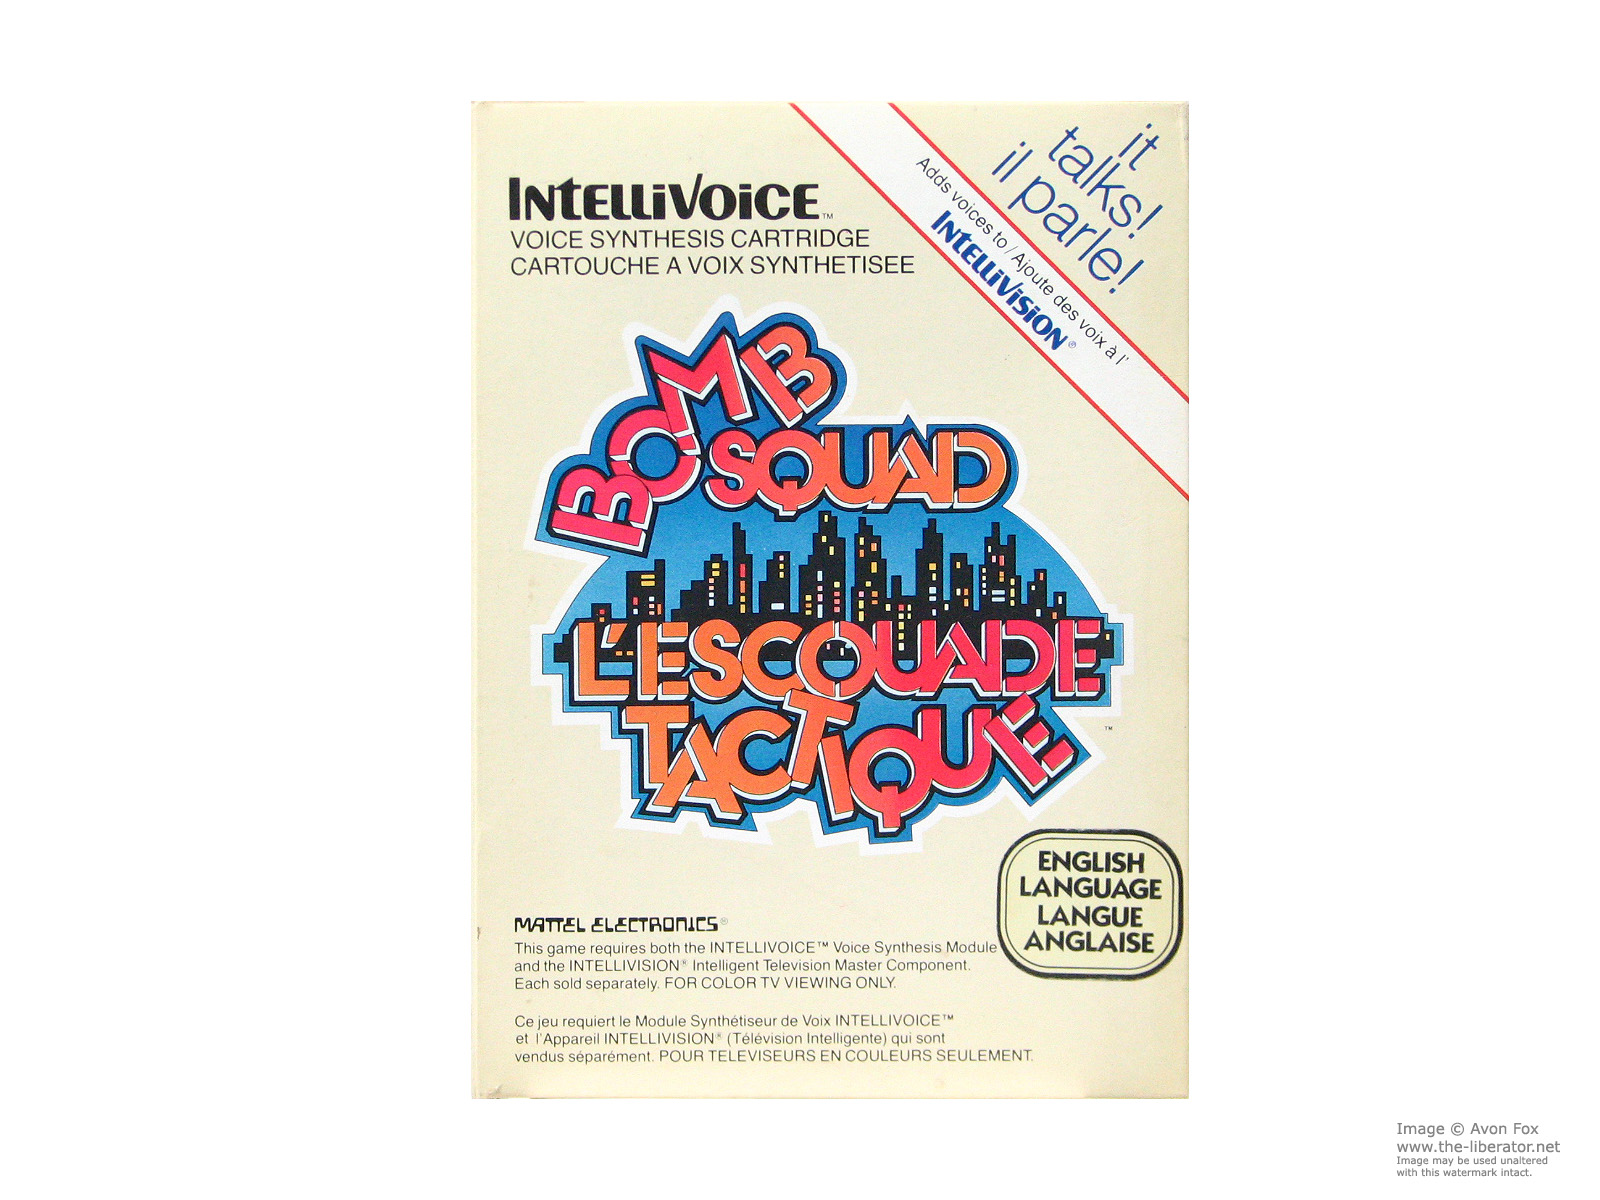 it
talks!
il parle!
Adds voices to / Ajoute des voix à l'
INTELLIVISION®
INTELLIVOICE™
VOICE SYNTHESIS CARTRIDGE
CARTOUCHE A VOIX SYNTHETISEE
BOMB
SQUAD
L'ESCOUADE
TACTIQUE
™
ENGLISH
LANGUAGE
LANGUE
ANGLAISE
MATTEL ELECTRONICS®
This game requires both the INTELLIVOICE™ Voice Synthesis Module
and the INTELLIVISION® Intelligent Television Master Component.
Each sold separately. FOR COLOR TV VIEWING ONLY.
Ce jeu requiert le Module Synthétiseur de Voix INTELLIVOICE™
et l'Appareil INTELLIVISION® (Télévision Intelligente) qui sont
vendus séparément. POUR TELEVISEURS EN COULEURS SEULEMENT.
Image © Avon Fox
www.the-liberator.net
Image may be used unaltered
with this watermark intact.